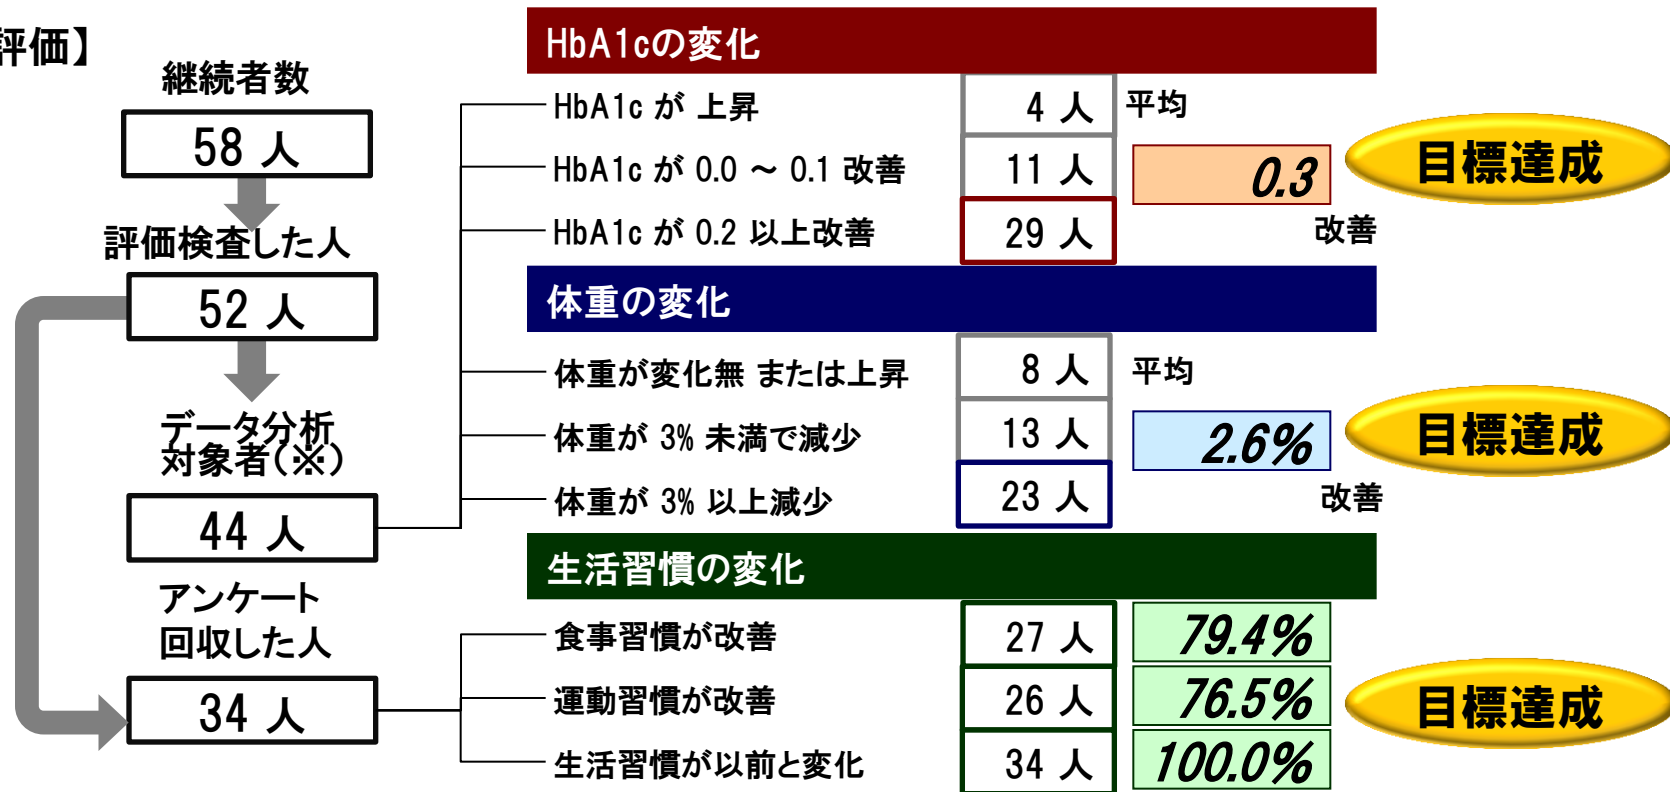 評価】
継続者数
58 人
評価検査した人
52 人
データ分析
対象者(※)
44 人
アンケート
回収した人
34 人
HbA1cの変化
HbA1c が 上昇
4 人
平均
HbA1c が 0.0 ～ 0.1 改善
11 人
0.3
目標達成
HbA1c が 0.2 以上改善
29 人
改善
体重の変化
体重が変化無 または上昇
8 人
平均
体重が 3% 未満で減少
13 人
2.6%
目標達成
体重が 3% 以上減少
23 人
改善
生活習慣の変化
食事習慣が改善
27 人
79.4%
運動習慣が改善
26 人
76.5%
目標達成
生活習慣が以前と変化
34 人
100.0%